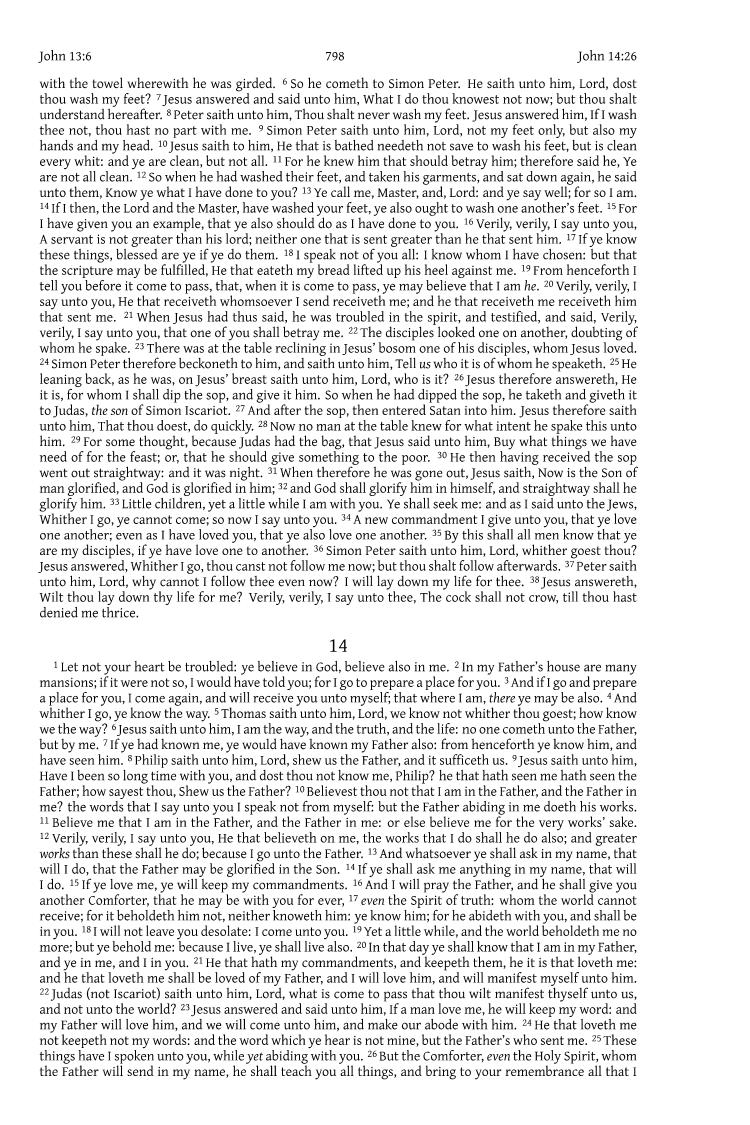 John 13:6 798 John 14:26
with the towel wherewith he was girded. 6 So he cometh to Simon Peter. He saith unto him, Lord, dost
thou wash my feet? 7 Jesus answered and said unto him, What I do thou knowest not now; but thou shalt
understand hereafter. 8 Peter saith unto him, Thou shalt never wash my feet. Jesus answered him, If I wash
thee not, thou hast no part with me. 9 Simon Peter saith unto him, Lord, not my feet only, but also my
hands and my head. 10 Jesus saith to him, He that is bathed needeth not save to wash his feet, but is clean
every whit: and ye are clean, but not all. 11 For he knew him that should betray him; therefore said he, Ye
are not all clean. 12 So when he had washed their feet, and taken his garments, and sat down again, he said
unto them, Know ye what I have done to you? 13 Ye call me, Master, and, Lord: and ye say well; for so I am.
14 If I then, the Lord and the Master, have washed your feet, ye also ought to wash one another’s feet. 15 For
I have given you an example, that ye also should do as I have done to you. 16 Verily, verily, I say unto you,
A servant is not greater than his lord; neither one that is sent greater than he that sent him. 17 If ye know
these things, blessed are ye if ye do them. 18 I speak not of you all: I know whom I have chosen: but that
the scripture may be fulfilled, He that eateth my bread lifted up his heel against me. 19 From henceforth I
tell you before it come to pass, that, when it is come to pass, ye may believe that I am he. 20 Verily, verily, I
say unto you, He that receiveth whomsoever I send receiveth me; and he that receiveth me receiveth him
that sent me. 21 When Jesus had thus said, he was troubled in the spirit, and testified, and said, Verily,
verily, I say unto you, that one of you shall betray me. 22 The disciples looked one on another, doubting of
whom he spake. 23 There was at the table reclining in Jesus’ bosom one of his disciples, whom Jesus loved.
24 Simon Peter therefore beckoneth to him, and saith unto him, Tell us who it is of whom he speaketh. 25 He
leaning back, as he was, on Jesus’ breast saith unto him, Lord, who is it? 26 Jesus therefore answereth, He
it is, for whom I shall dip the sop, and give it him. So when he had dipped the sop, he taketh and giveth it
to Judas, the son of Simon Iscariot. 27 And after the sop, then entered Satan into him. Jesus therefore saith
unto him, That thou doest, do quickly. 28 Now no man at the table knew for what intent he spake this unto
him. 29 For some thought, because Judas had the bag, that Jesus said unto him, Buy what things we have
need of for the feast; or, that he should give something to the poor. 30 He then having received the sop
went out straightway: and it was night. 31 When therefore he was gone out, Jesus saith, Now is the Son of
man glorified, and God is glorified in him; 32 and God shall glorify him in himself, and straightway shall he
glorify him. 33 Little children, yet a little while I am with you. Ye shall seek me: and as I said unto the Jews,
Whither I go, ye cannot come; so now I say unto you. 34 A new commandment I give unto you, that ye love
one another; even as I have loved you, that ye also love one another. 35 By this shall all men know that ye
are my disciples, if ye have love one to another. 36 Simon Peter saith unto him, Lord, whither goest thou?
Jesus answered, Whither I go, thou canst not follow me now; but thou shalt follow afterwards. 37 Peter saith
unto him, Lord, why cannot I follow thee even now? I will lay down my life for thee. 38 Jesus answereth,
Wilt thou lay down thy life for me? Verily, verily, I say unto thee, The cock shall not crow, till thou hast
denied me thrice.
14
1 Let not your heart be troubled: ye believe in God, believe also in me. 2 In my Father’s house are many
mansions; if it were not so, I would have told you; for I go to prepare a place for you. 3 And if I go and prepare
a place for you, I come again, and will receive you unto myself; that where I am, there ye may be also. 4 And
whither I go, ye know the way. 5 Thomas saith unto him, Lord, we know not whither thou goest; how know
we the way? 6 Jesus saith unto him, I am the way, and the truth, and the life: no one cometh unto the Father,
but by me. 7 If ye had known me, ye would have known my Father also: from henceforth ye know him, and
have seen him. 8 Philip saith unto him, Lord, shew us the Father, and it sufficeth us. 9 Jesus saith unto him,
Have I been so long time with you, and dost thou not know me, Philip? he that hath seen me hath seen the
Father; how sayest thou, Shew us the Father? 10 Believest thou not that I am in the Father, and the Father in
me? the words that I say unto you I speak not from myself: but the Father abiding in me doeth his works.
11 Believe me that I am in the Father, and the Father in me: or else believe me for the very works’ sake.
12 Verily, verily, I say unto you, He that believeth on me, the works that I do shall he do also; and greater
works than these shall he do; because I go unto the Father. 13 And whatsoever ye shall ask in my name, that
will I do, that the Father may be glorified in the Son. 14 If ye shall ask me anything in my name, that will
I do. 15 If ye love me, ye will keep my commandments. 16 And I will pray the Father, and he shall give you
another Comforter, that he may be with you for ever, 17 even the Spirit of truth: whom the world cannot
receive; for it beholdeth him not, neither knoweth him: ye know him; for he abideth with you, and shall be
in you. 18 I will not leave you desolate: I come unto you. 19 Yet a little while, and the world beholdeth me no
more; but ye behold me: because I live, ye shall live also. 20 In that day ye shall know that I am in my Father,
and ye in me, and I in you. 21 He that hath my commandments, and keepeth them, he it is that loveth me:
and he that loveth me shall be loved of my Father, and I will love him, and will manifest myself unto him.
22 Judas (not Iscariot) saith unto him, Lord, what is come to pass that thou wilt manifest thyself unto us,
and not unto the world? 23 Jesus answered and said unto him, If a man love me, he will keep my word: and
my Father will love him, and we will come unto him, and make our abode with him. 24 He that loveth me
not keepeth not my words: and the word which ye hear is not mine, but the Father’s who sent me. 25 These
things have I spoken unto you, while yet abiding with you. 26 But the Comforter, even the Holy Spirit, whom
the Father will send in my name, he shall teach you all things, and bring to your remembrance all that I